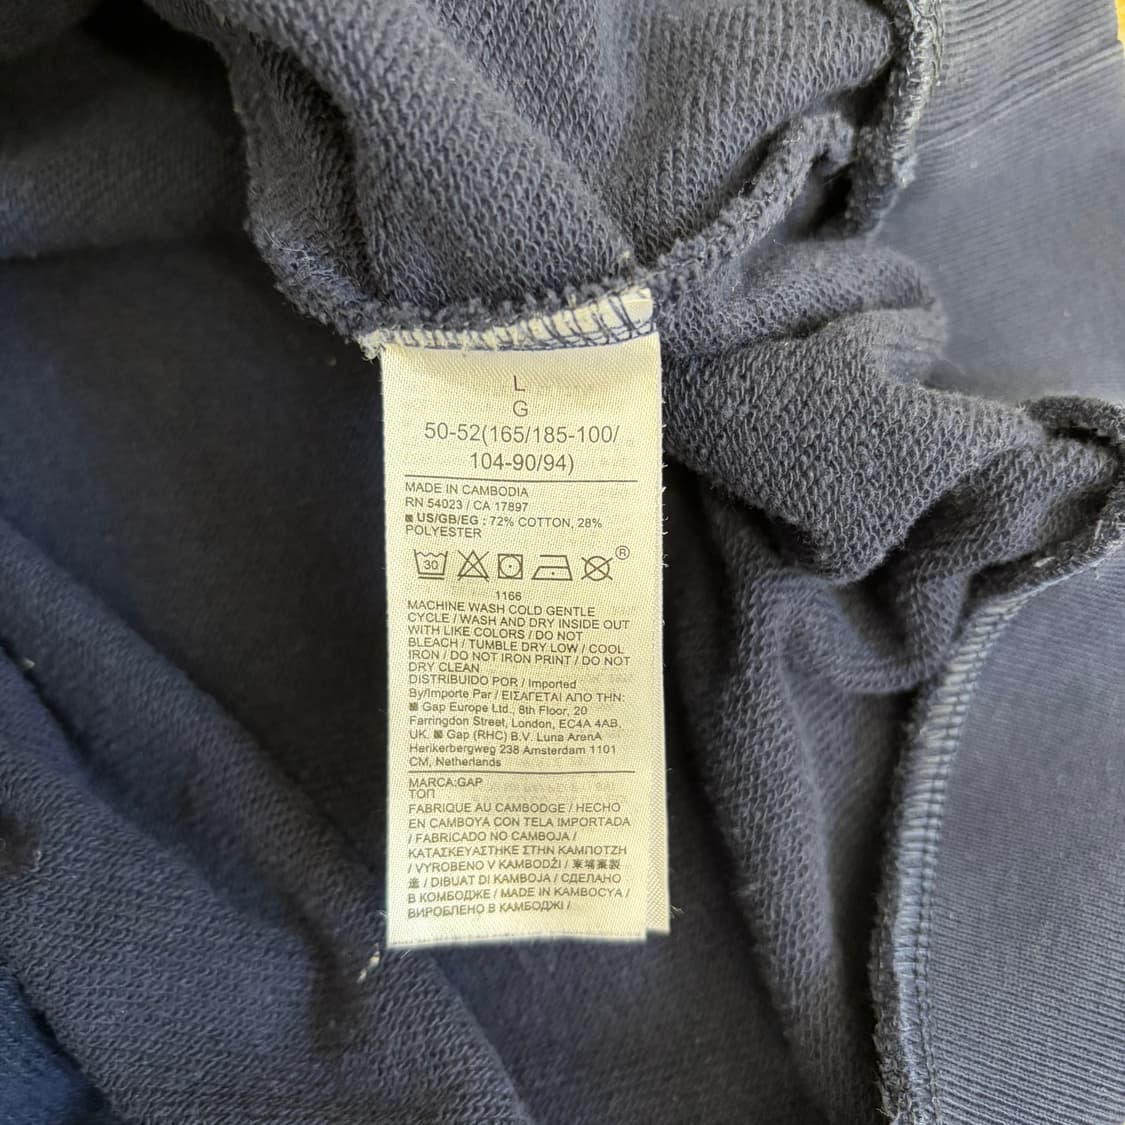 L
G
50-52(165/185-100/
104-90/94)
MADE IN CAMBODIA
RN 54023 / CA 17897
US/GB/EG : 72% COTTON, 28%
POLYESTER
30
®
1166
MACHINE WASH COLD GENTLE
CYCLE / WASH AND DRY INSIDE OUT
WITH LIKE COLORS / DO NOT
BLEACH / TUMBLE DRY LOW / COOL
IRON / DO NOT IRON PRINT / DO NOT
DRY CLEAN
DISTRIBUIDO POR / Imported
By/Importe Par / ΕΙΣΑΓΕΤΑΙ ΑΠΟ ΤΗΝ:
Gap Europe Ltd., 8th Floor, 20
Farringdon Street, London, EC4A 4AB,
UK. Gap (RHC) B.V. Luna ArenA
Herikerbergweg 238 Amsterdam 1101
CM, Netherlands
MARCA:GAP
ТОП
FABRIQUE AU CAMBODGE / HECHO
EN CAMBOYA CON TELA IMPORTADA
/ FABRICADO NO CAMBOJA /
ΚΑΤΑΣΚΕΥΑΣΤΗΚΕ ΣΤΗΝ ΚΑΜΠΟΤΖΗ
/ VYROBENO V KAMBODŽI / 柬埔寨製
造 / DIBUAT DI KAMBOJA / СДЕЛАНО
В КОМБОДЖЕ / MADE IN KAMBOCYA /
ВИРОБЛЕНО В КАМБОДЖІ /